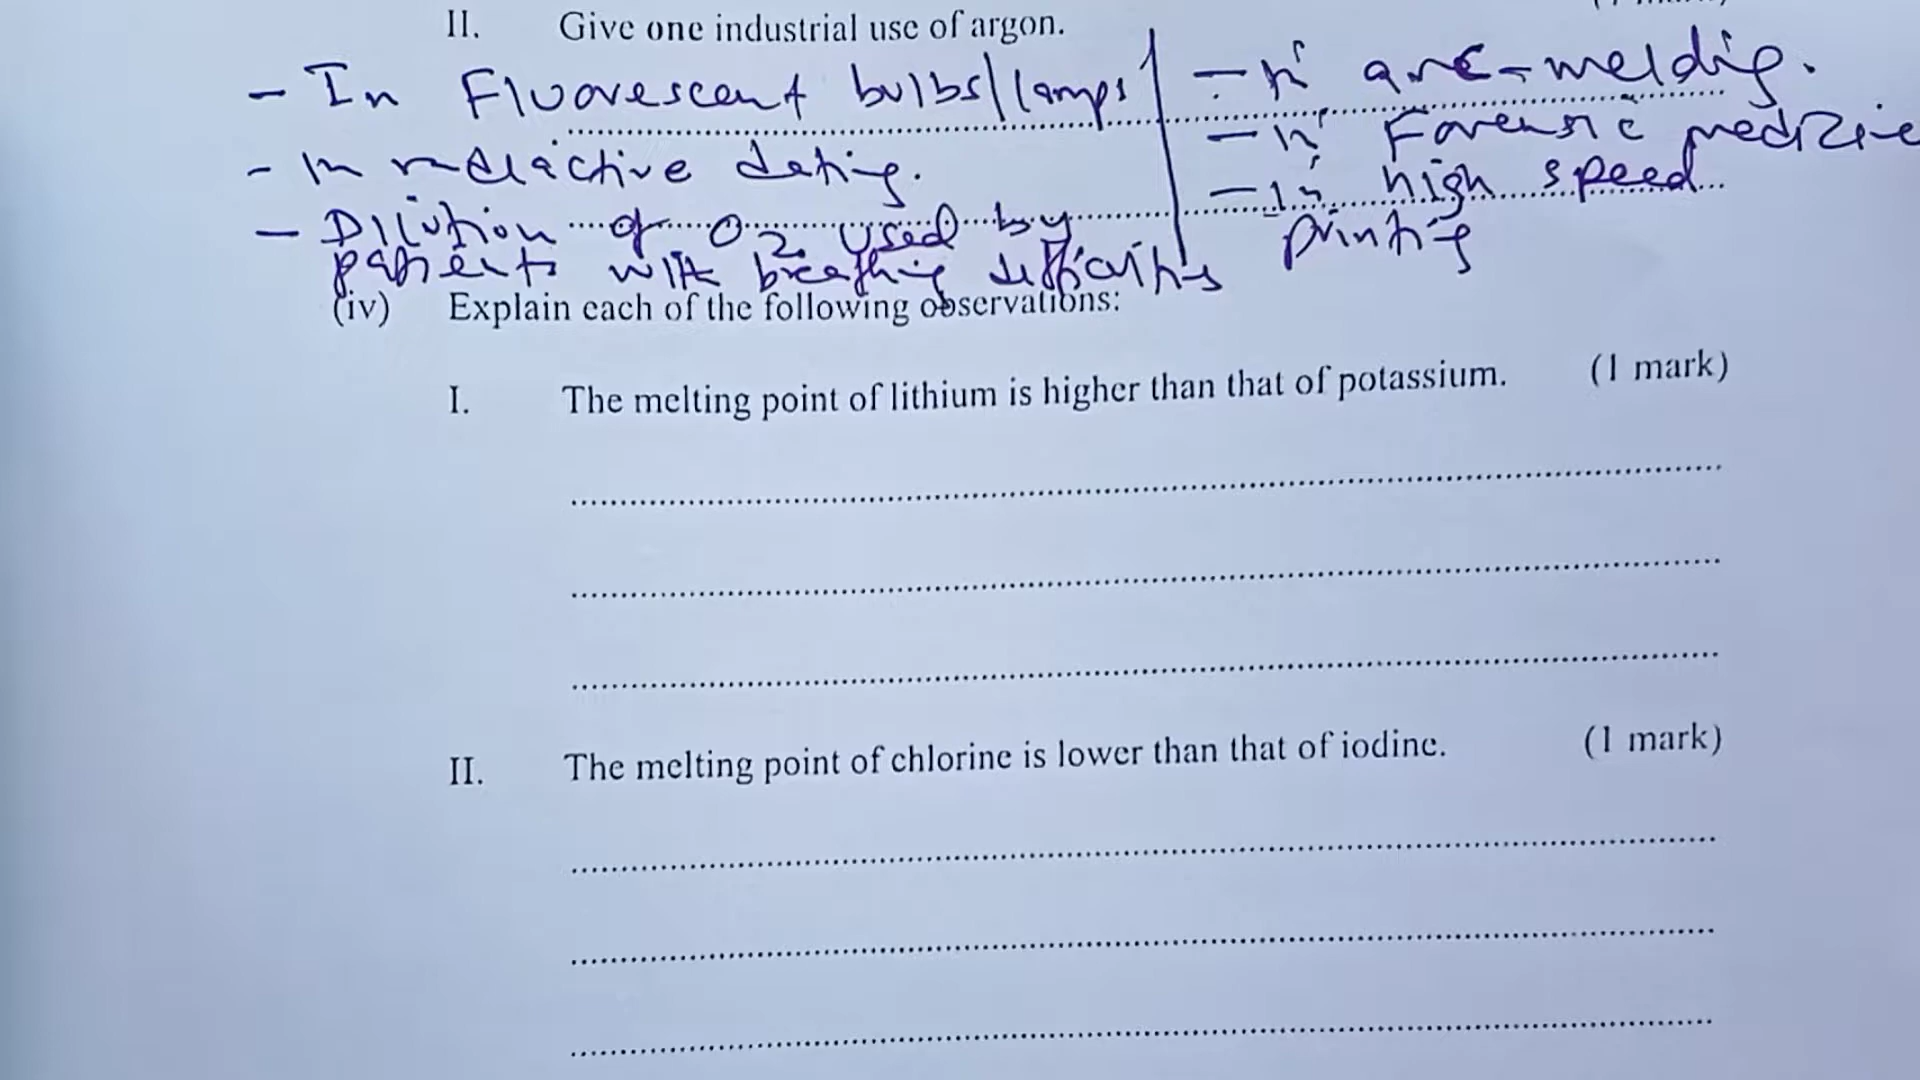 II. Give one industrial use of argon.
- In Fluorescent bulbs/lamps
- In radiactive dating.
- Dilution of O2 used by
patients with breathing difficulties
- In arc-welding.
- In Forensic medicine
- In high speed
printing
(iv) Explain each of the following observations:
I. The melting point of lithium is higher than that of potassium. (1 mark)
II. The melting point of chlorine is lower than that of iodine. (1 mark)